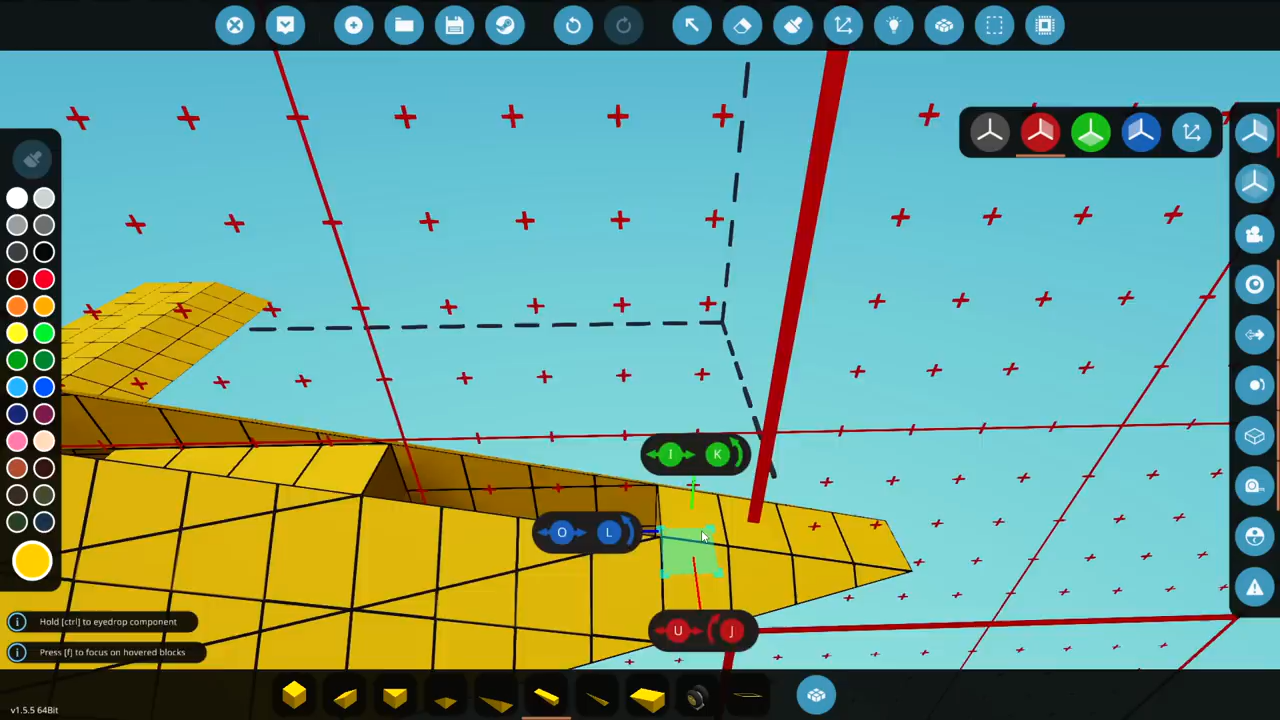 I K
O L
U J
Hold [ctrl] to eyedrop component
Press [f] to focus on hovered blocks
v1.5.5 64Bit